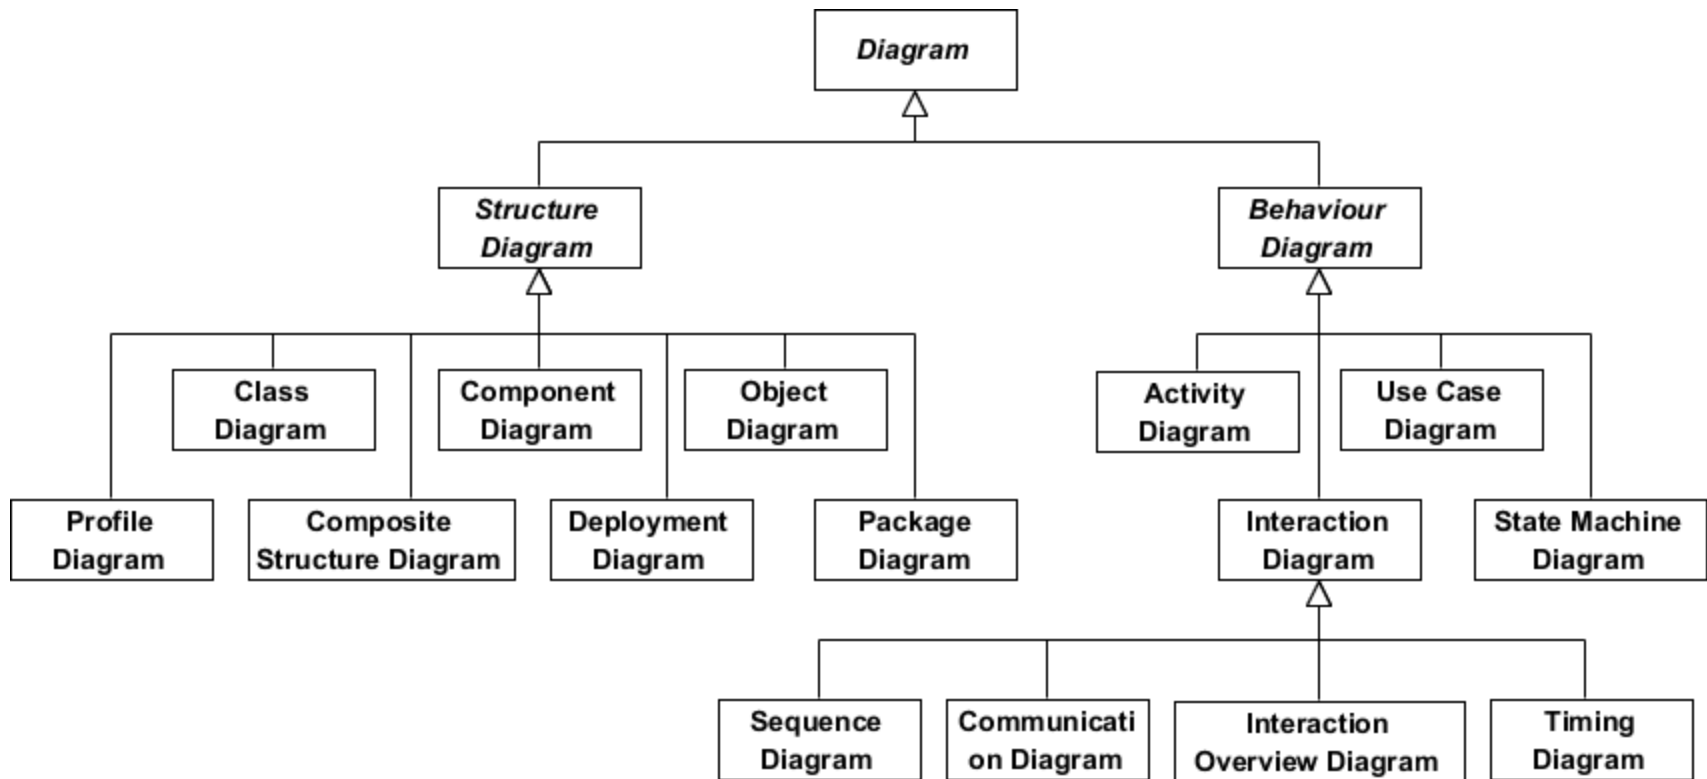 Diagram
Structure
Diagram
Behaviour
Diagram
Class
Diagram
Component
Diagram
Object
Diagram
Activity
Diagram
Use Case
Diagram
Profile
Diagram
Composite
Structure Diagram
Deployment
Diagram
Package
Diagram
Interaction
Diagram
State Machine
Diagram
Sequence
Diagram
Communicati
on Diagram
Interaction
Overview Diagram
Timing
Diagram